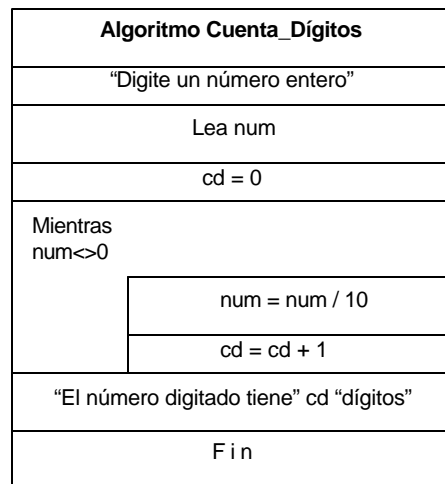 Algoritmo Cuenta_Dígitos
“Digite un número entero”
Lea num
cd = 0
Mientras
num<>0
num = num / 10
cd = cd + 1
“El número digitado tiene” cd “dígitos”
Fin